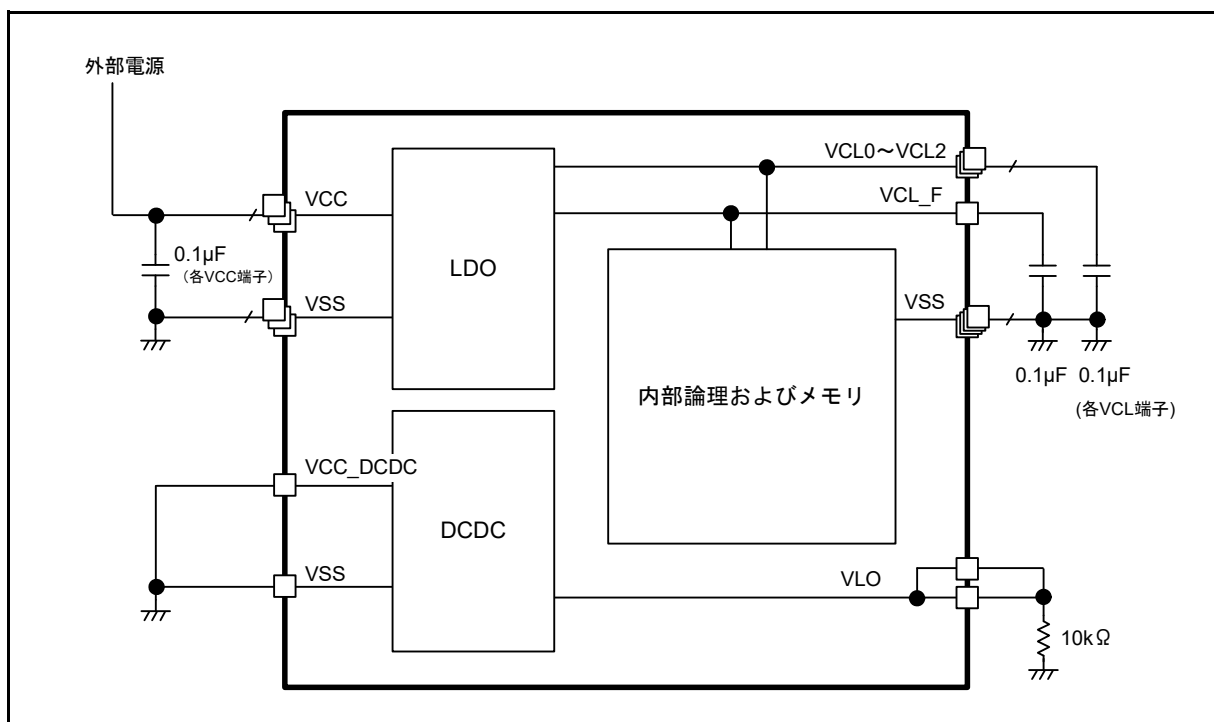 外部電源
VCL0~VCL2
VCC
VCL_F
0.1µF
(各VCC端子)
LDO
VSS
VSS
0.1µF 0.1µF
(各VCL端子)
内部論理およびメモリ
VCC_DCDC
DCDC
VSS
VLO
10kΩ